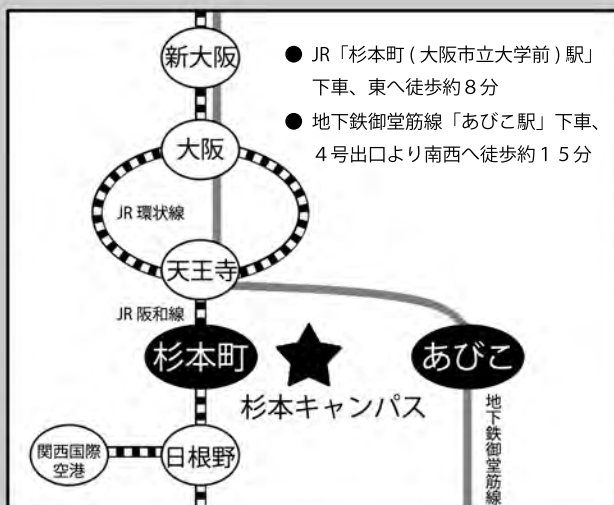 新大阪
● JR「杉本町 ( 大阪市立大学前 ) 駅」
下車、東へ徒歩約８分
● 地下鉄御堂筋線「あびこ駅」下車、
４号出口より南西へ徒歩約１５分
大阪
JR 環状線
天王寺
JR 阪和線
杉本町
あびこ
杉本キャンパス
地下鉄御堂筋線
関西国際
空港
日根野